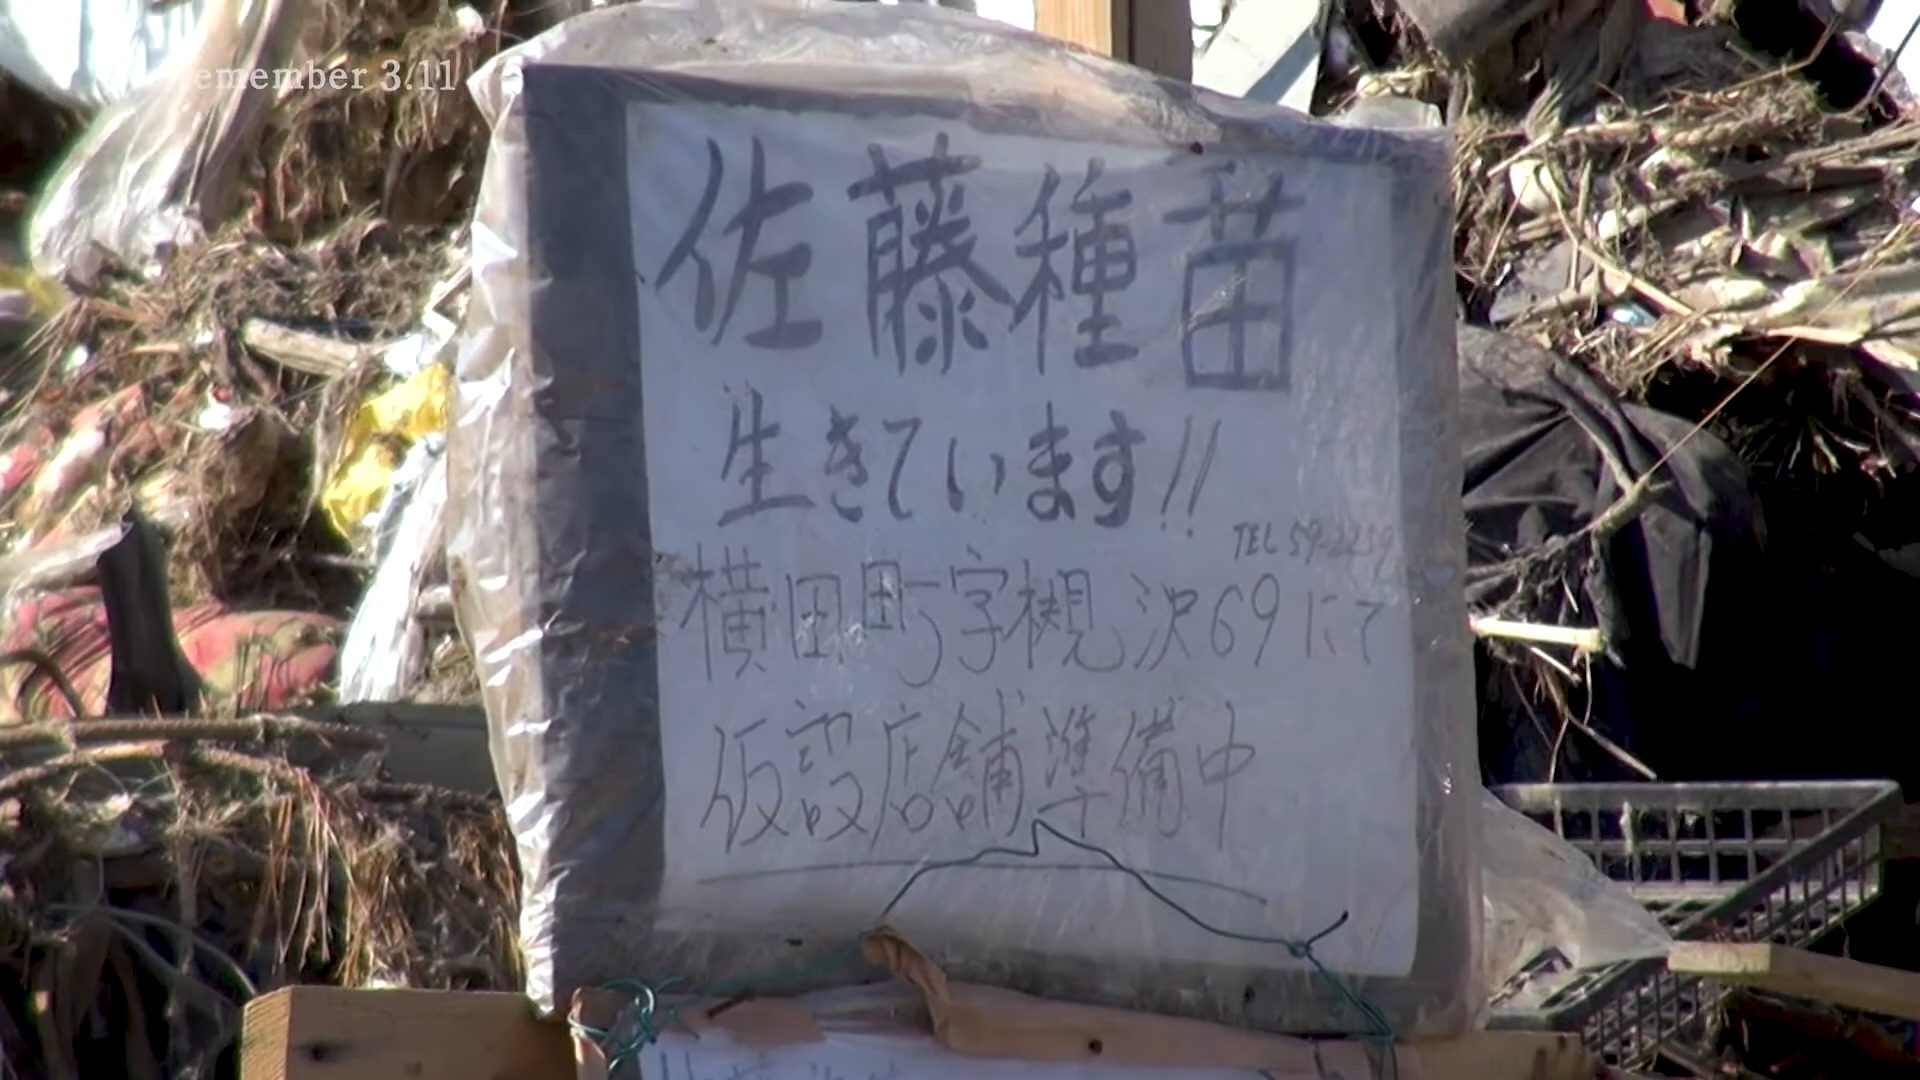 emember 3.11
佐藤種苗
生きています!!
TEL 59-2259
横田町字槻沢69にて
仮設店舗準備中